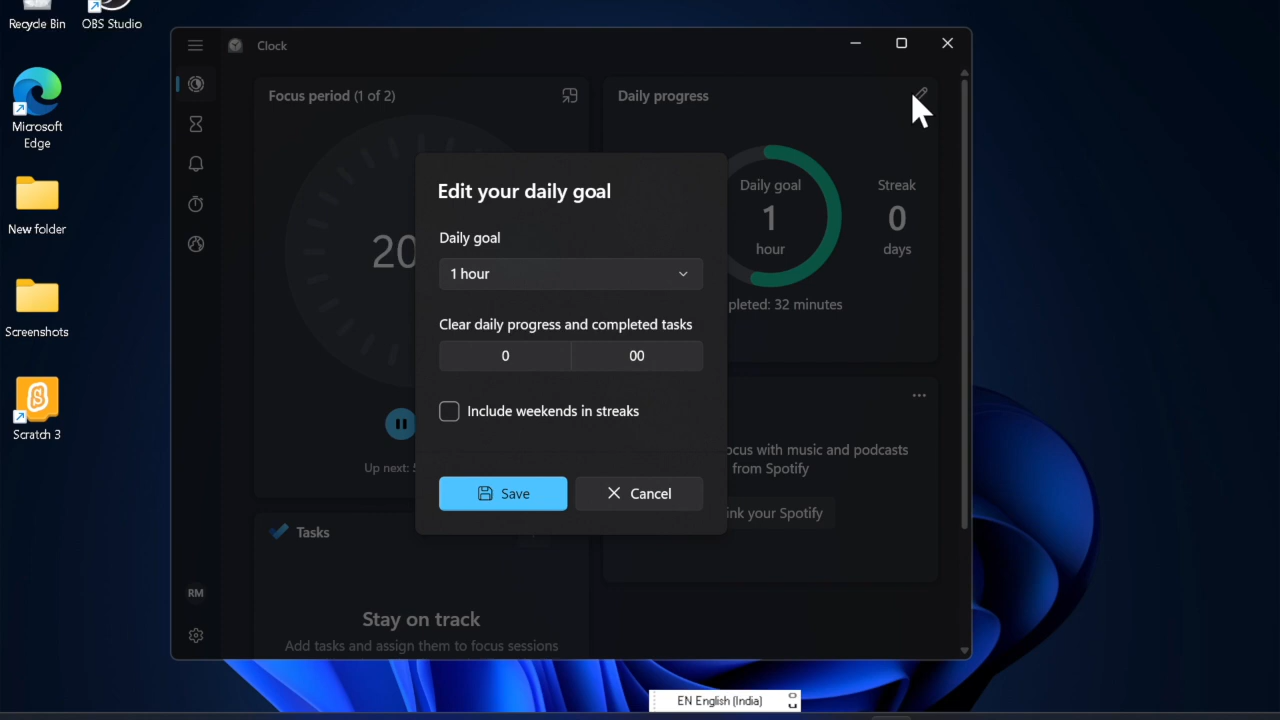 Recycle Bin
OBS Studio
Microsoft
Edge
New folder
Screenshots
Scratch 3
Clock
Focus period (1 of 2)
20
Up next:
Tasks
Stay on track
Add tasks and assign them to focus sessions
RM
Daily progress
Daily goal
1
hour
Streak
0
days
32 minutes
with music and podcasts
from Spotify
your Spotify
Edit your daily goal
Daily goal
1 hour
Clear daily progress and completed tasks
0
00
Include weekends in streaks
Save
Cancel
EN English (India)